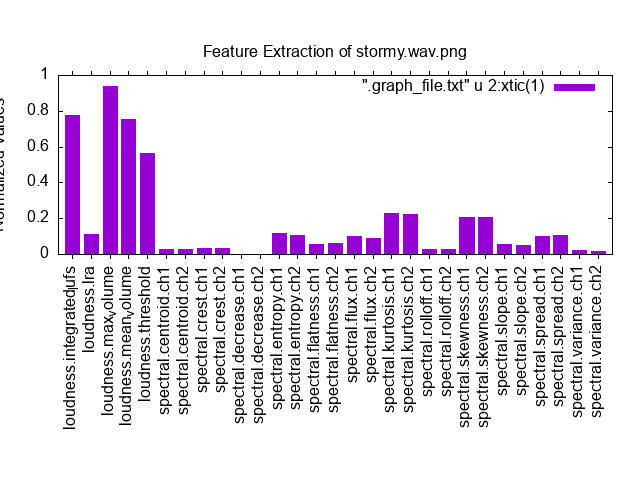 Feature Extraction of stormy.wav.png
".graph_file.txt" u 2:xtic(1)
Normalized Values
1
0.8
0.6
0.4
0.2
0
loudness.integratedlufs
loudness.lra
loudness.maxvolume
loudness.meanvolume
loudness.threshold
spectral.centroid.ch1
spectral.centroid.ch2
spectral.crest.ch1
spectral.crest.ch2
spectral.decrease.ch1
spectral.decrease.ch2
spectral.entropy.ch1
spectral.entropy.ch2
spectral.flatness.ch1
spectral.flatness.ch2
spectral.flux.ch1
spectral.flux.ch2
spectral.kurtosis.ch1
spectral.kurtosis.ch2
spectral.rolloff.ch1
spectral.rolloff.ch2
spectral.skewness.ch1
spectral.skewness.ch2
spectral.slope.ch1
spectral.slope.ch2
spectral.spread.ch1
spectral.spread.ch2
spectral.variance.ch1
spectral.variance.ch2